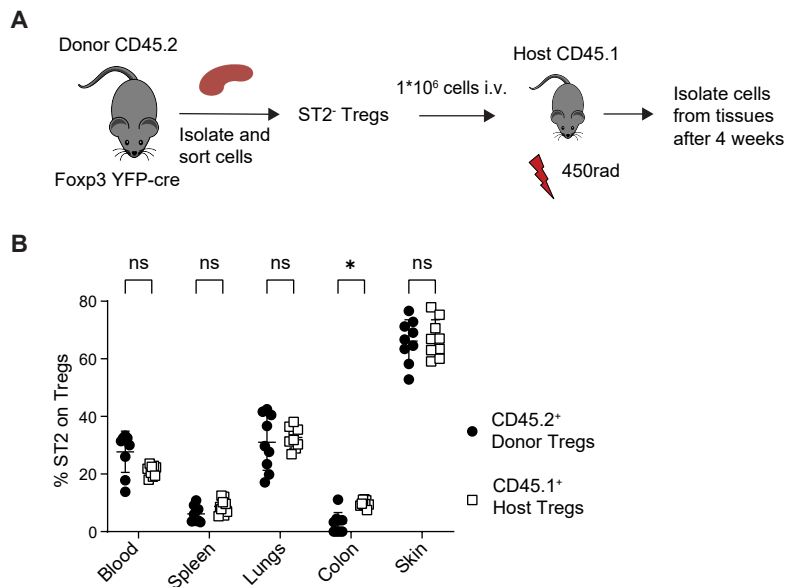 A
Donor CD45.2
Foxp3 YFP-cre
Isolate and
sort cells
ST2⁻ Tregs
1*10⁶ cells i.v.
Host CD45.1
450rad
Isolate cells
from tissues
after 4 weeks
B
ns ns ns * ns
% ST2 on Tregs
80
60
40
20
0
Blood Spleen Lungs Colon Skin
CD45.2⁺
Donor Tregs
CD45.1⁺
Host Tregs